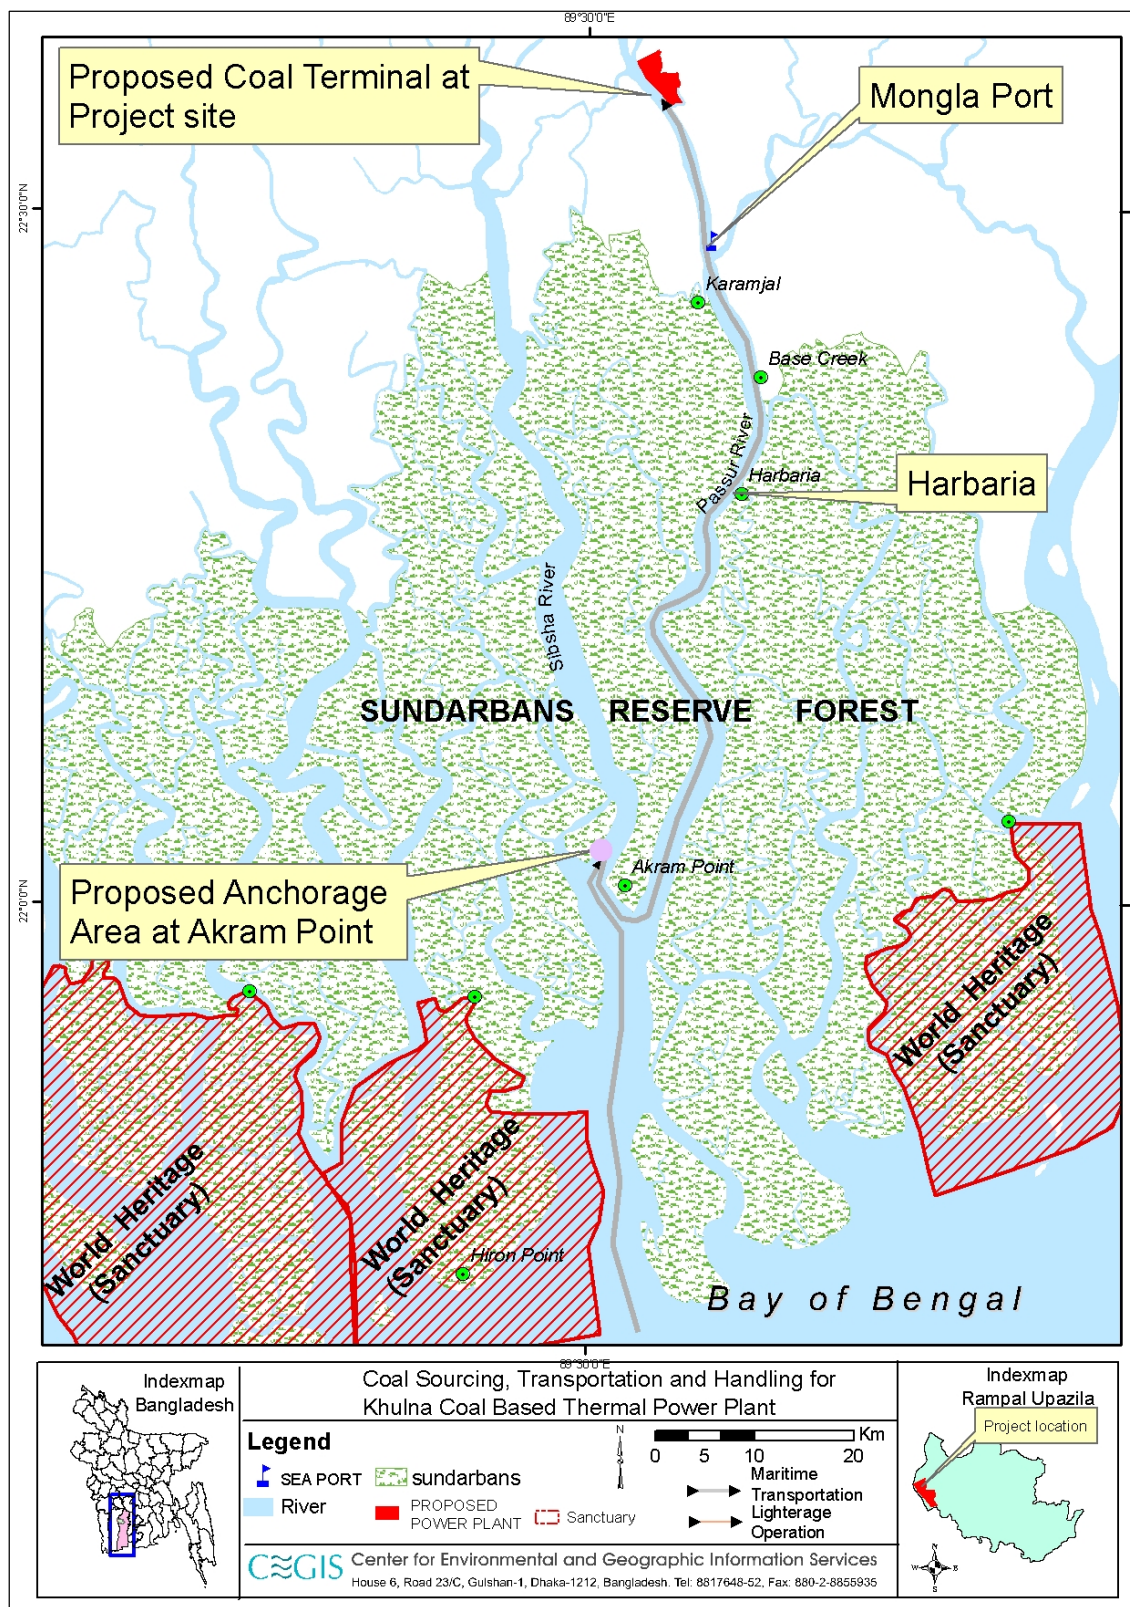 89°30'0"E
Proposed Coal Terminal at
Project site
Mongla Port
22°30'0"N
Karamjal
Base Creek
Passur River
Harbaria
Harbaria
Sibsha River
SUNDARBANS RESERVE FOREST
Akram Point
Proposed Anchorage
Area at Akram Point
22°0'0"N
World Heritage
(Sanctuary)
World Heritage
(Sanctuary)
World Heritage
(Sanctuary)
Hiron Point
Bay of Bengal
89°30'0"E
Indexmap
Bangladesh
Coal Sourcing, Transportation and Handling for
Khulna Coal Based Thermal Power Plant
Legend
SEA PORT
sundarbans
River
PROPOSED
POWER PLANT
Sanctuary
N
S
0 5 10 20 Km
Maritime
Transportation
Lighterage
Operation
CEGIS
Center for Environmental and Geographic Information Services
House 6, Road 23/C, Gulshan-1, Dhaka-1212, Bangladesh. Tel: 8817648-52, Fax: 880-2-8855935
Indexmap
Rampal Upazila
Project location
N
W E
S